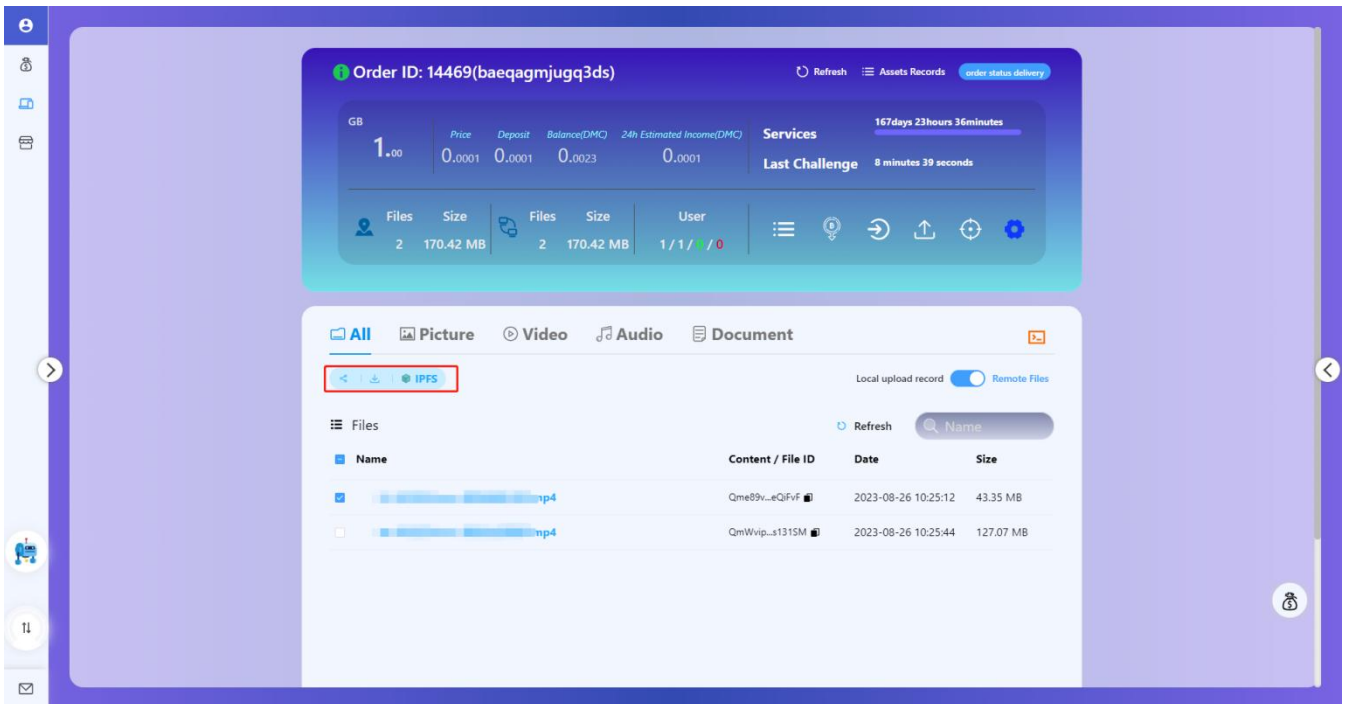 Order ID: 14469(baeqagmjugq3ds)
Refresh Assets Records order status delivery
GB
1.00
Price Deposit Balance(DMC) 24h Estimated Income(DMC)
0.0001 0.0001 0.0023 0.0001
Services 167days 23hours 36minutes
Last Challenge 8 minutes 39 seconds
Files Size Files Size User
2 170.42 MB 2 170.42 MB 1/1/0/0
All Picture Video Audio Document
IPFS
Local upload record Remote Files
Files Refresh Name
Name Content / File ID Date Size
mp4 Qme89v...eQiFvF 2023-08-26 10:25:12 43.35 MB
mp4 QmWvip...s131SM 2023-08-26 10:25:44 127.07 MB